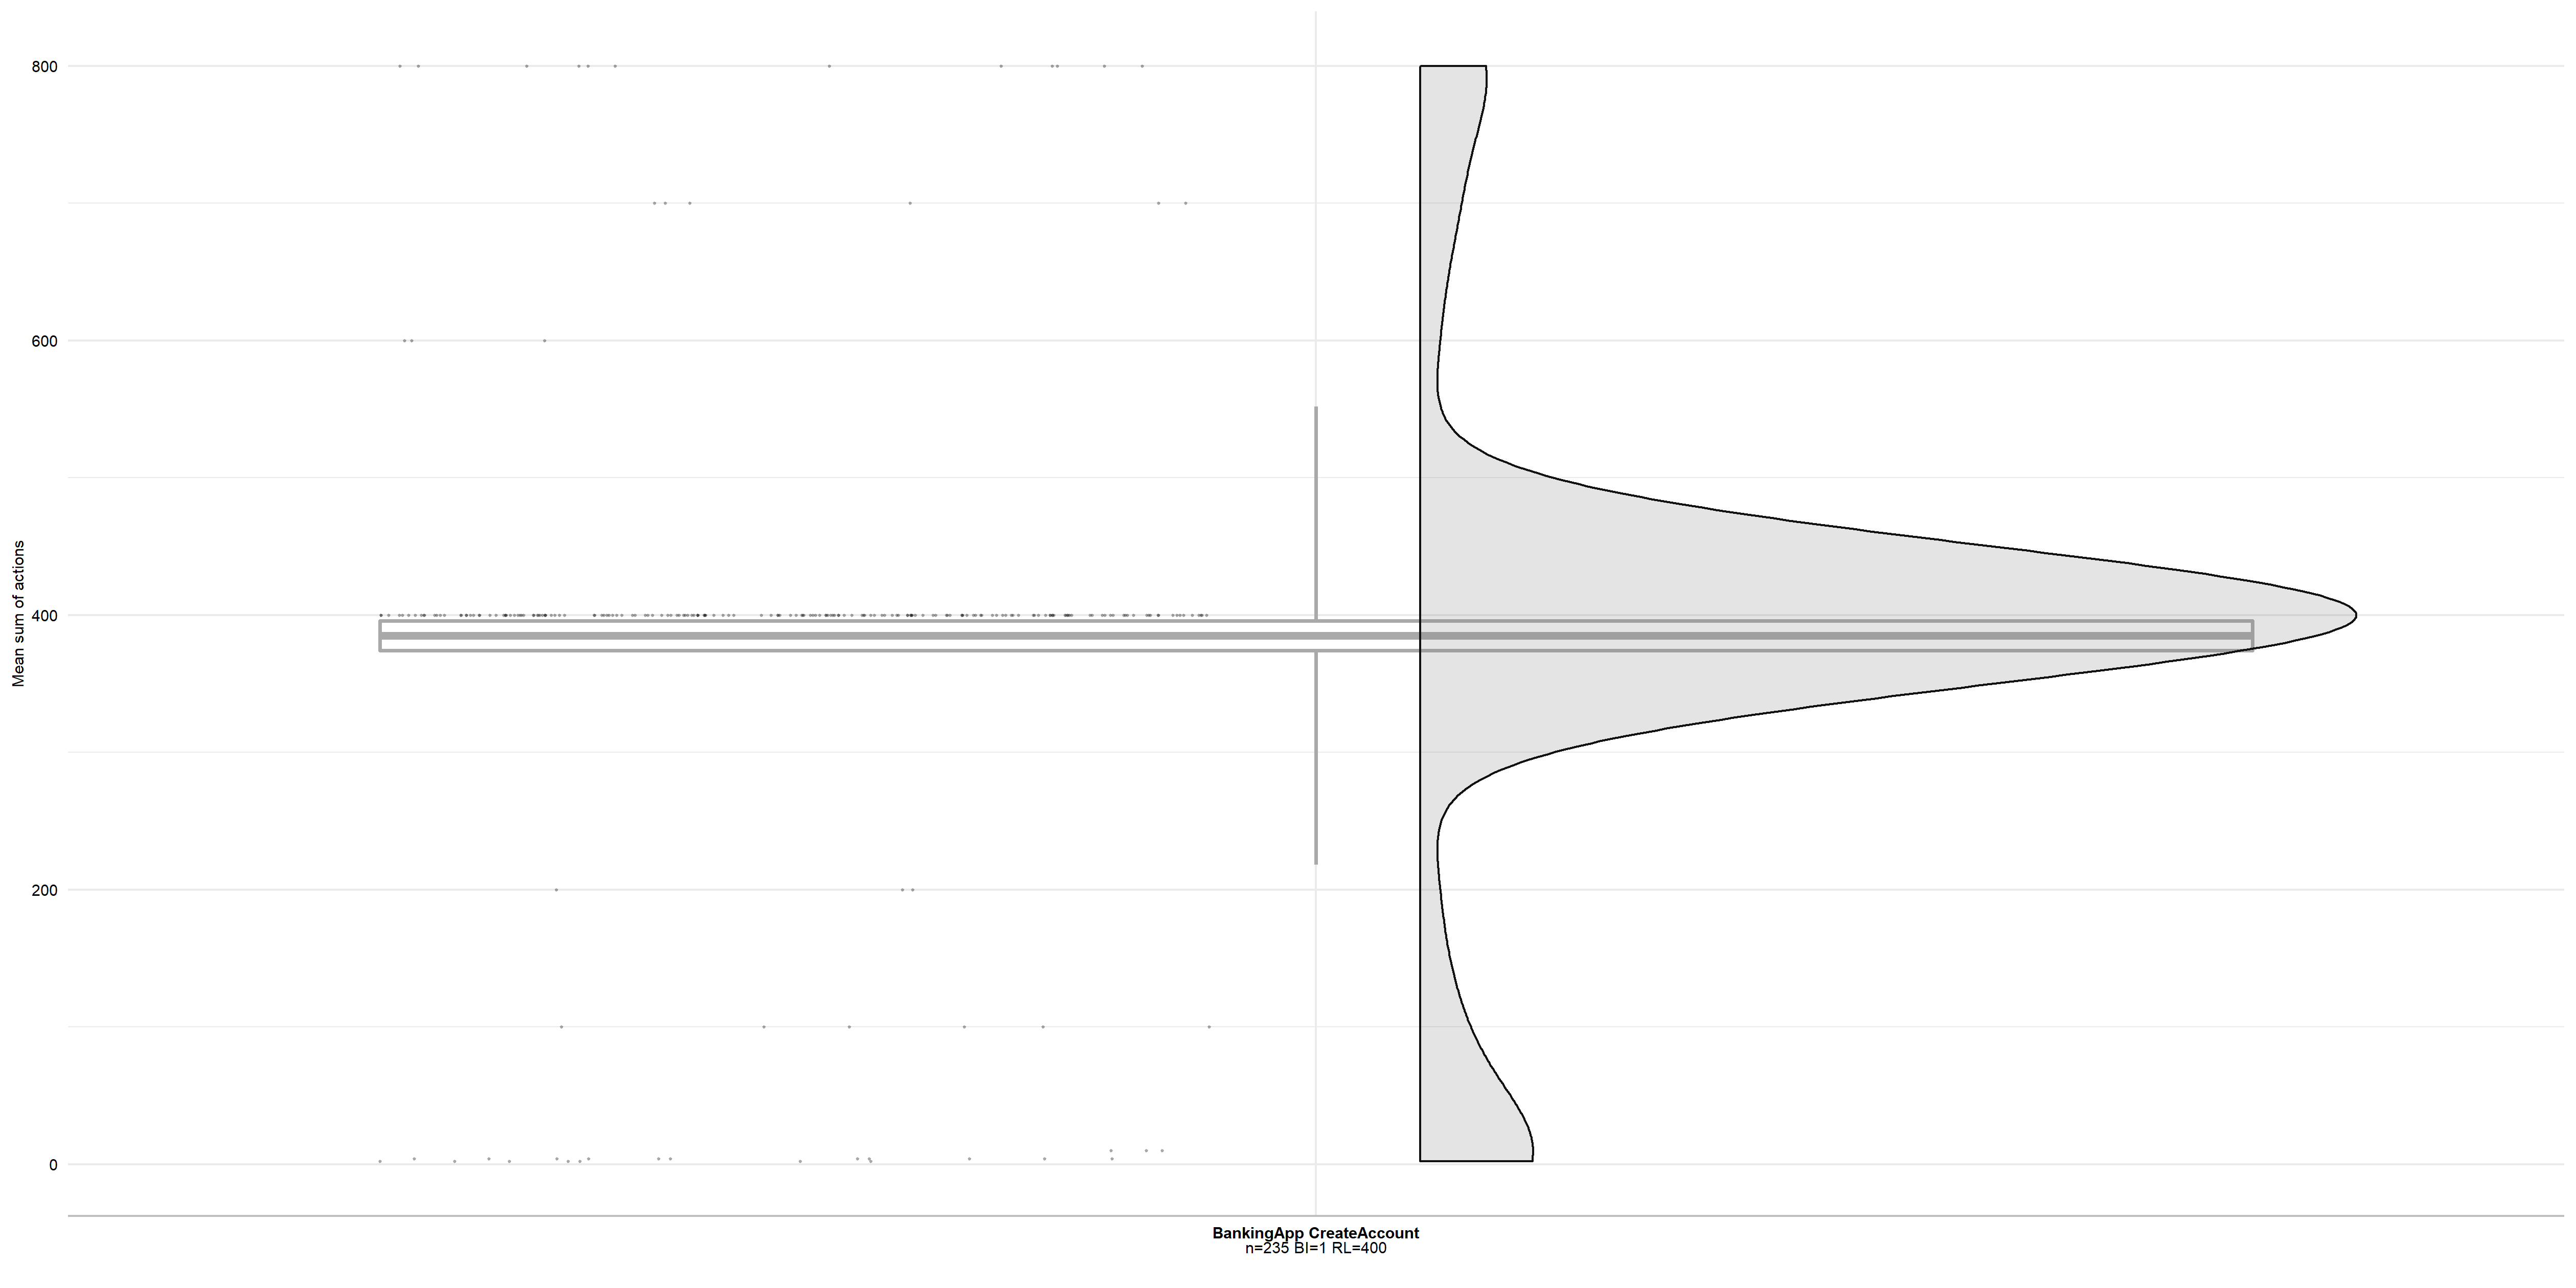 800
600
400
200
0
Mean sum of actions
BankingApp CreateAccount
n=235 BI=1 RL=400